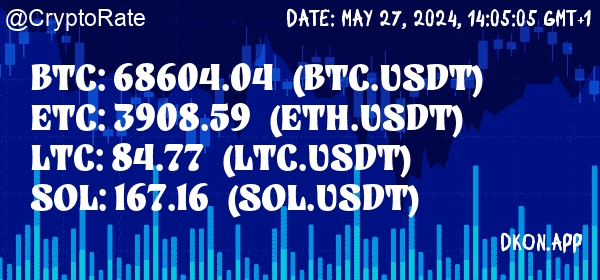 @CryptoRate
DATE: MAY 27, 2024, 14:05:05 GMT+1
BTC: 68604.04 (BTC.USDT)
ETC: 3908.59 (ETH.USDT)
LTC: 84.77 (LTC.USDT)
SOL: 167.16 (SOL.USDT)
DKON.APP